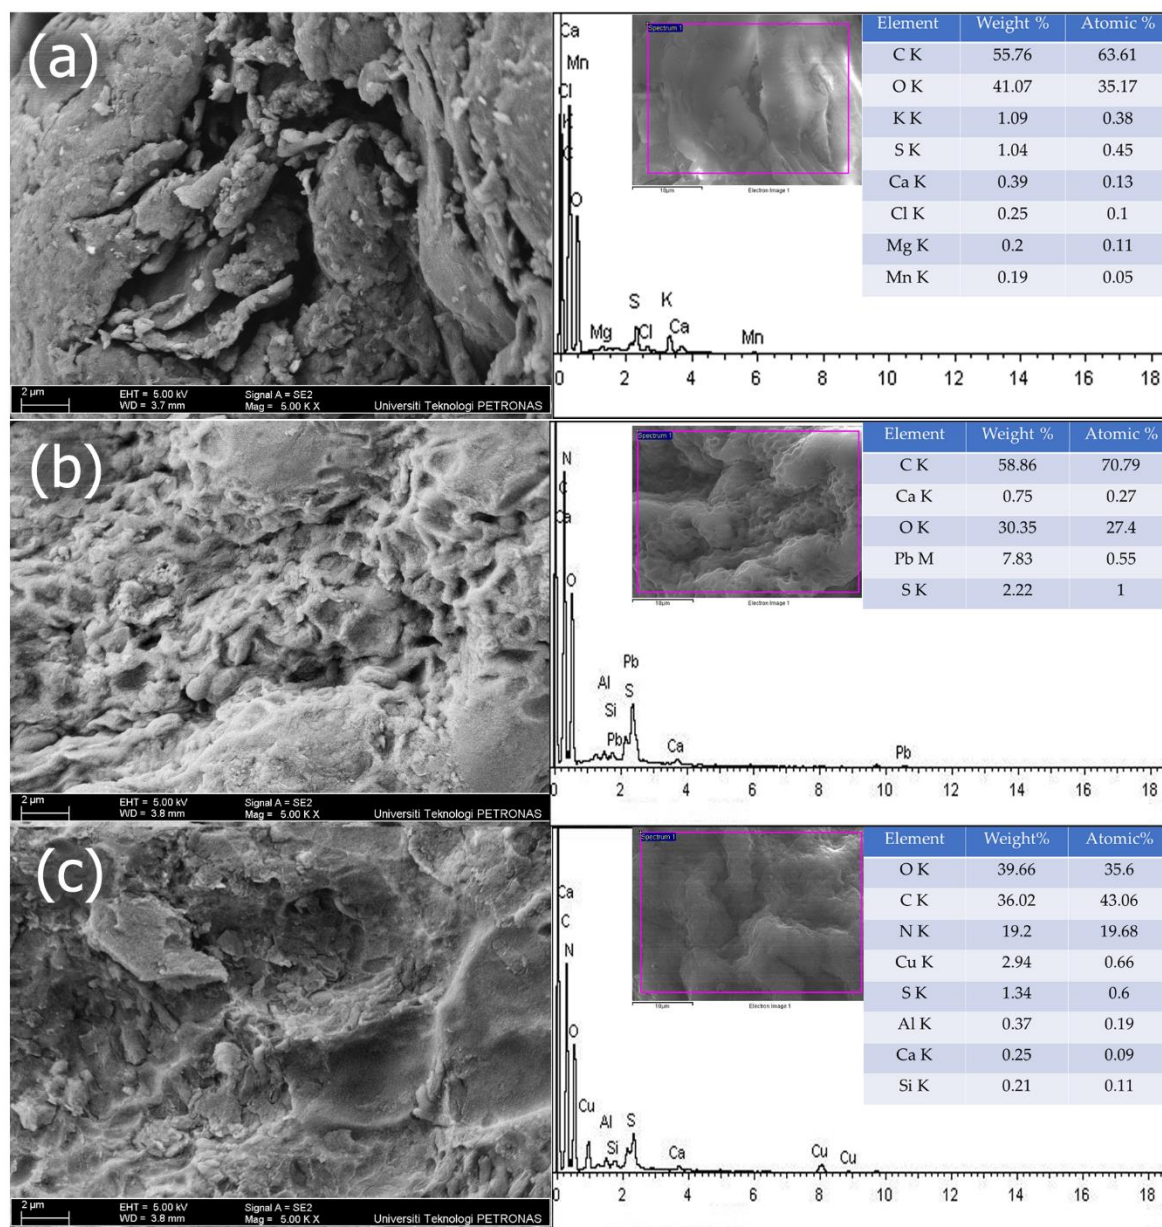 (a)
2 µm
EHT = 5.00 kV
WD = 3.7 mm
Signal A = SE2
Mag = 5.00 K X
Universiti Teknologi PETRONAS
Ca
Mn
Cl
K
C
O
Mg
S
Cl
K
Ca
Mn
0 2 4 6 8 10 12 14 16 18
Spectrum 1
10µm
Electron Image 1
Element Weight % Atomic %
C K 55.76 63.61
O K 41.07 35.17
K K 1.09 0.38
S K 1.04 0.45
Ca K 0.39 0.13
Cl K 0.25 0.1
Mg K 0.2 0.11
Mn K 0.19 0.05
(b)
2 µm
EHT = 5.00 kV
WD = 3.8 mm
Signal A = SE2
Mag = 5.00 K X
Universiti Teknologi PETRONAS
N
C
Ca
O
Al
Si
Pb
Pb
S
Ca
Pb
0 2 4 6 8 10 12 14 16 18
Spectrum 1
10µm
Electron Image 1
Element Weight % Atomic %
C K 58.86 70.79
Ca K 0.75 0.27
O K 30.35 27.4
Pb M 7.83 0.55
S K 2.22 1
(c)
2 µm
EHT = 5.00 kV
WD = 3.8 mm
Signal A = SE2
Mag = 5.00 K X
Universiti Teknologi PETRONAS
Ca
C
N
O
Cu
Al
Si
S
Ca
Cu
Cu
0 2 4 6 8 10 12 14 16 18
Spectrum 1
10µm
Electron Image 1
Element Weight% Atomic%
O K 39.66 35.6
C K 36.02 43.06
N K 19.2 19.68
Cu K 2.94 0.66
S K 1.34 0.6
Al K 0.37 0.19
Ca K 0.25 0.09
Si K 0.21 0.11